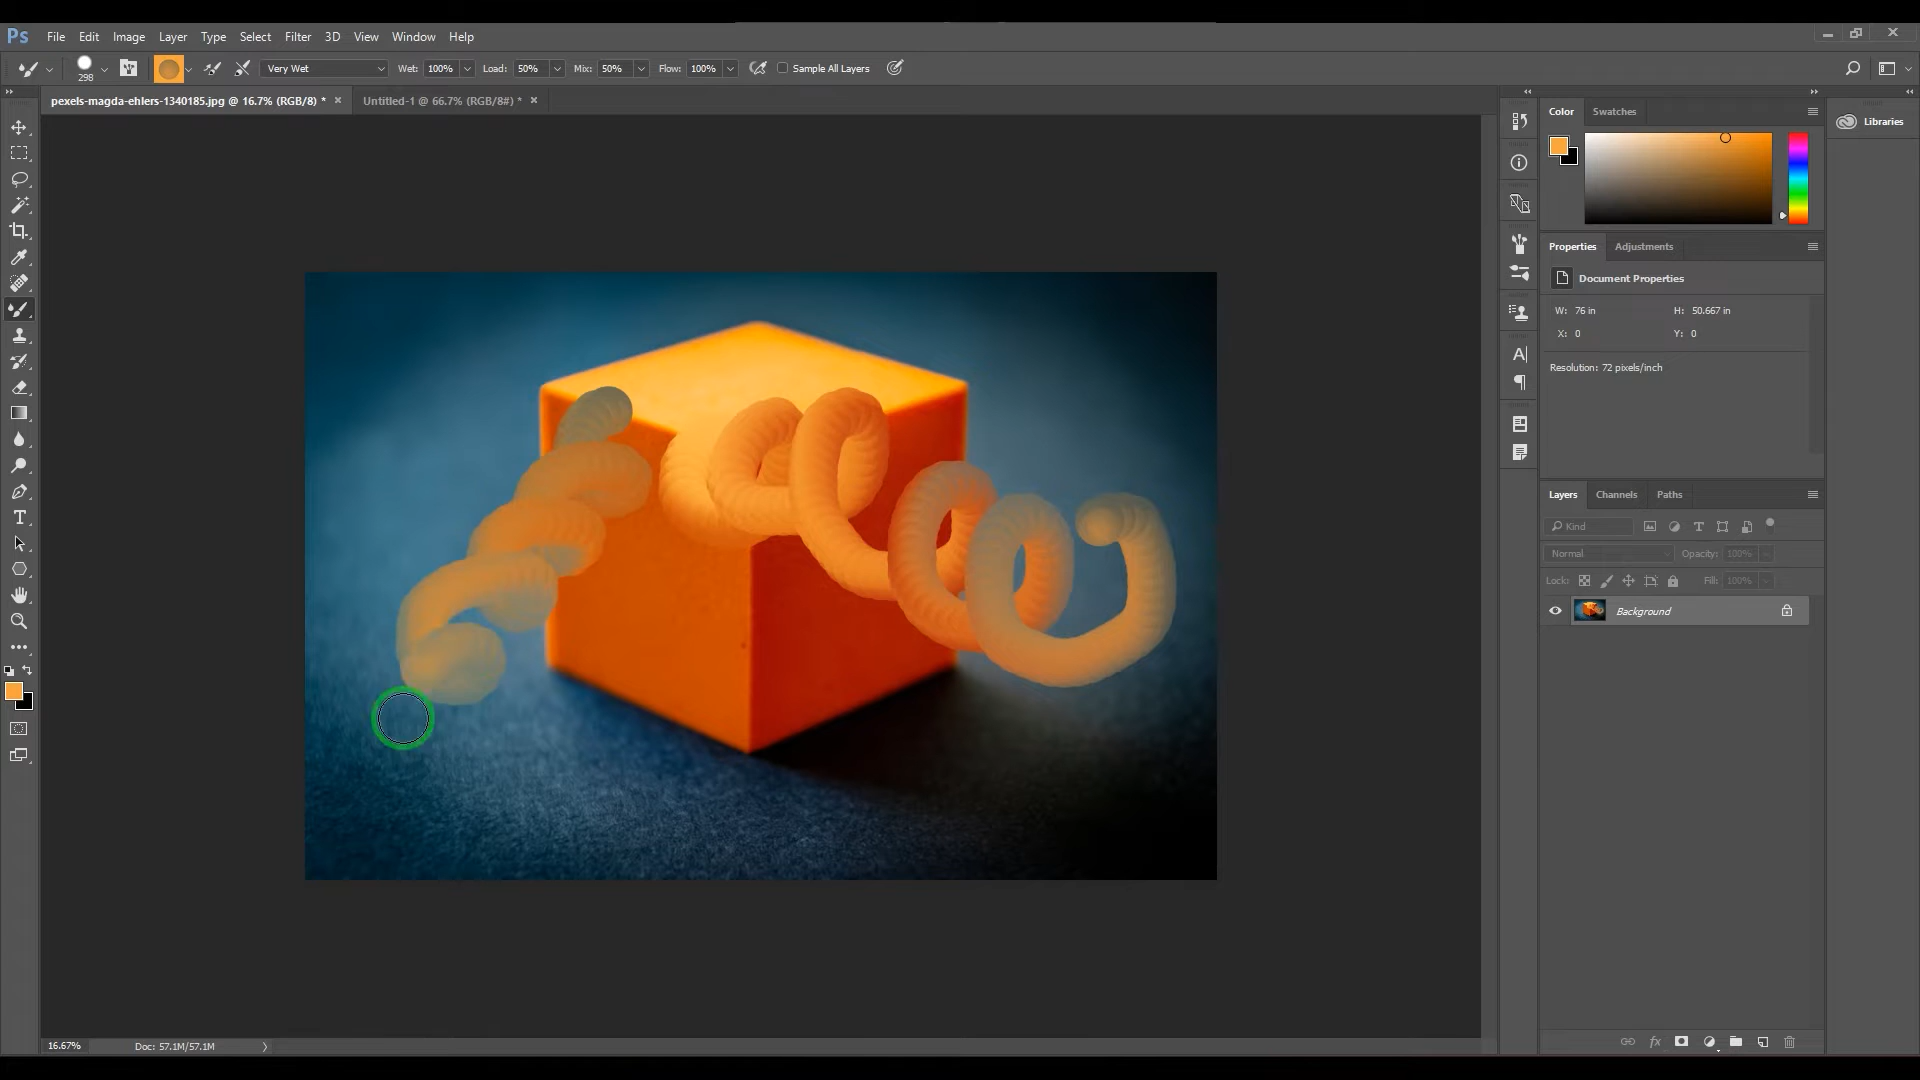 Ps File Edit Image Layer Type Select Filter 3D View Window Help
298 Very Wet Wet: 100% Load: 50% Mix: 50% Flow: 100% Sample All Layers
pexels-magda-ehlers-1340185.jpg @ 16.7% (RGB/8) * × Untitled-1 @ 66.7% (RGB/8#) * ×
Color Swatches
Libraries
Properties Adjustments
Document Properties
W: 76 in H: 50.667 in
X: 0 Y: 0
Resolution: 72 pixels/inch
Layers Channels Paths
Kind
Normal Opacity: 100%
Lock: Fill: 100%
Background
fx
16.67% Doc: 57.1M/57.1M